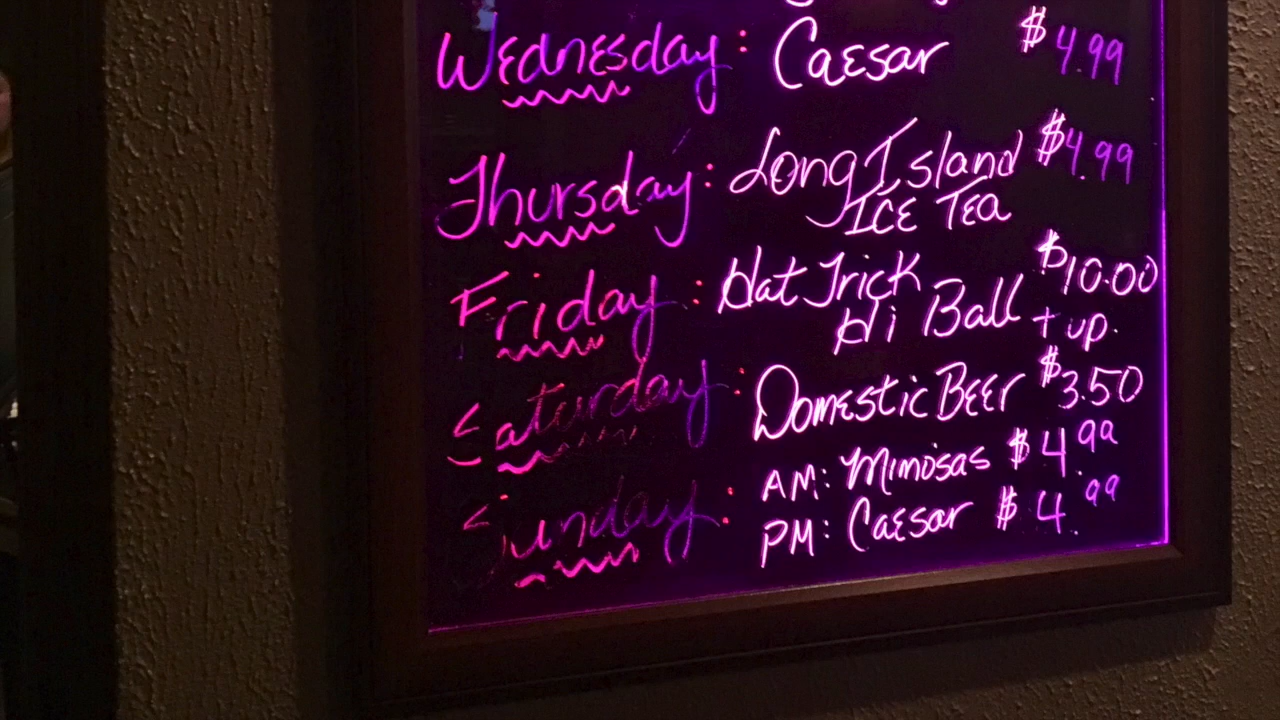 Wednesday: Caesar $4.99
Thursday: Long Island $4.99
ICE TEa
Friday: Hat Trick $10.00
Hi Ball + up.
Saturday: Domestic Beer $3.50
Sunday: AM: Mimosas $4.99
PM: Caesar $4.99